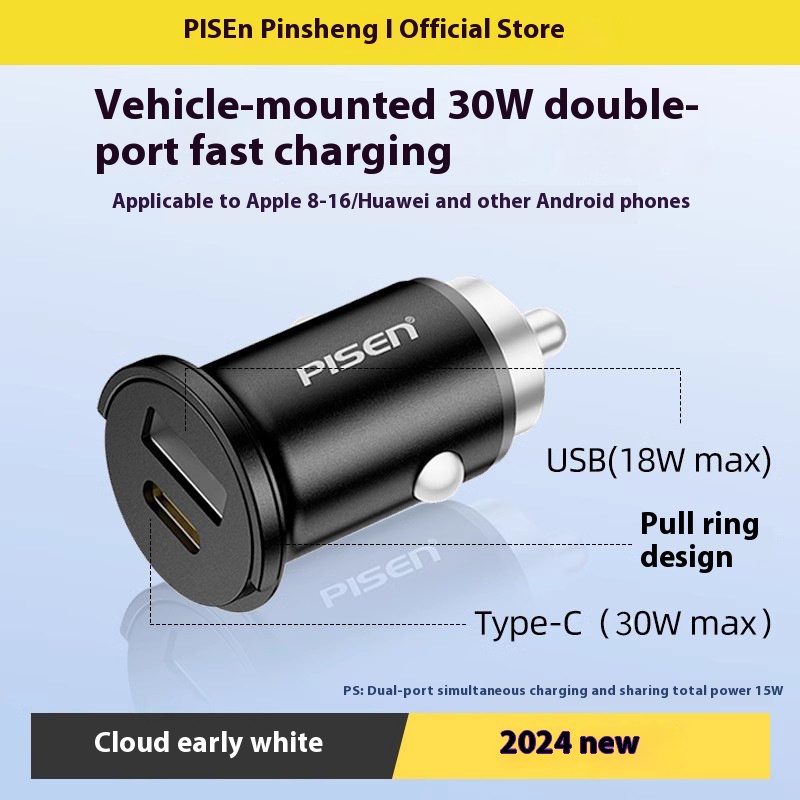 PISEn Pinsheng I Official Store
Vehicle-mounted 30W double-
port fast charging
Applicable to Apple 8-16/Huawei and other Android phones
PISEN®
USB(18W max)
Pull ring
design
PISEN
Type-C (30W max)
PS: Dual-port simultaneous charging and sharing total power 15W
Cloud early white
2024 new